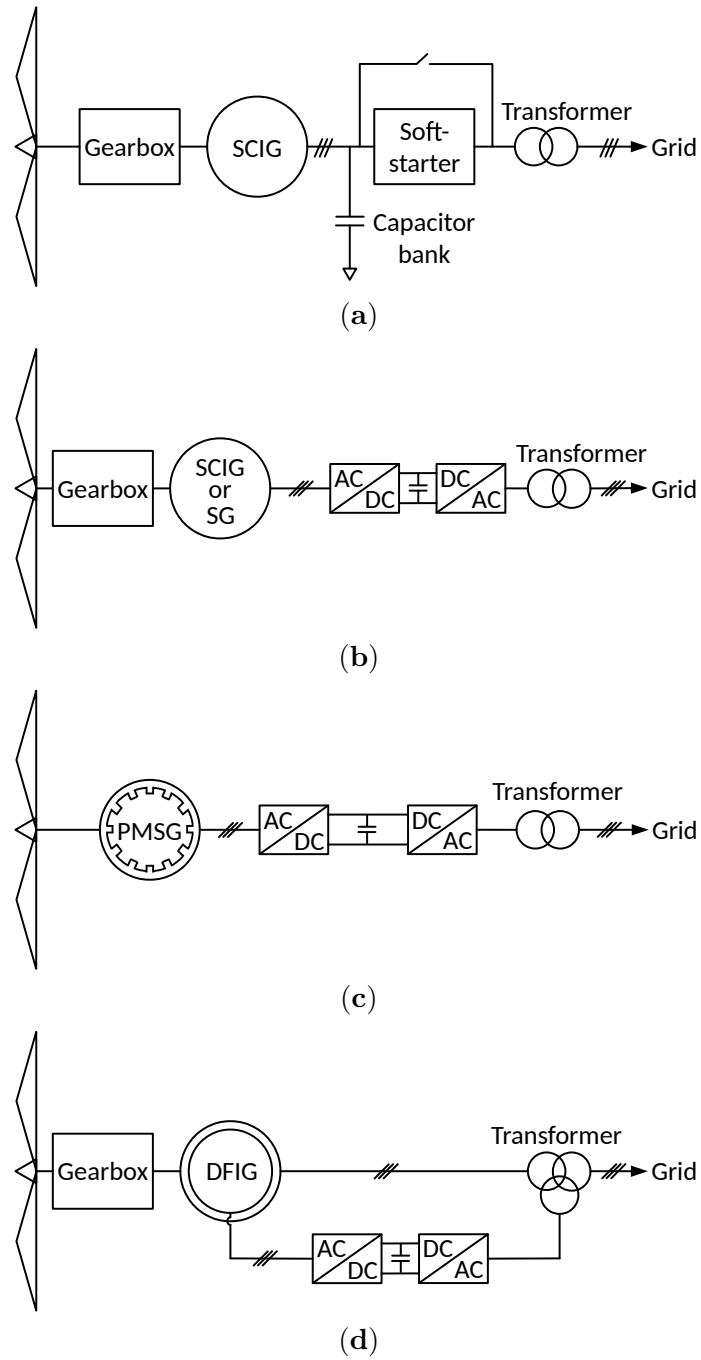 Transformer
Gearbox
SCIG
Soft-
starter
Grid
Capacitor
bank
(a)
Transformer
Gearbox
SCIG
or
SG
AC
DC
DC
AC
Grid
(b)
Transformer
PMSG
AC
DC
DC
AC
Grid
(c)
Transformer
Gearbox
DFIG
Grid
AC
DC
DC
AC
(d)